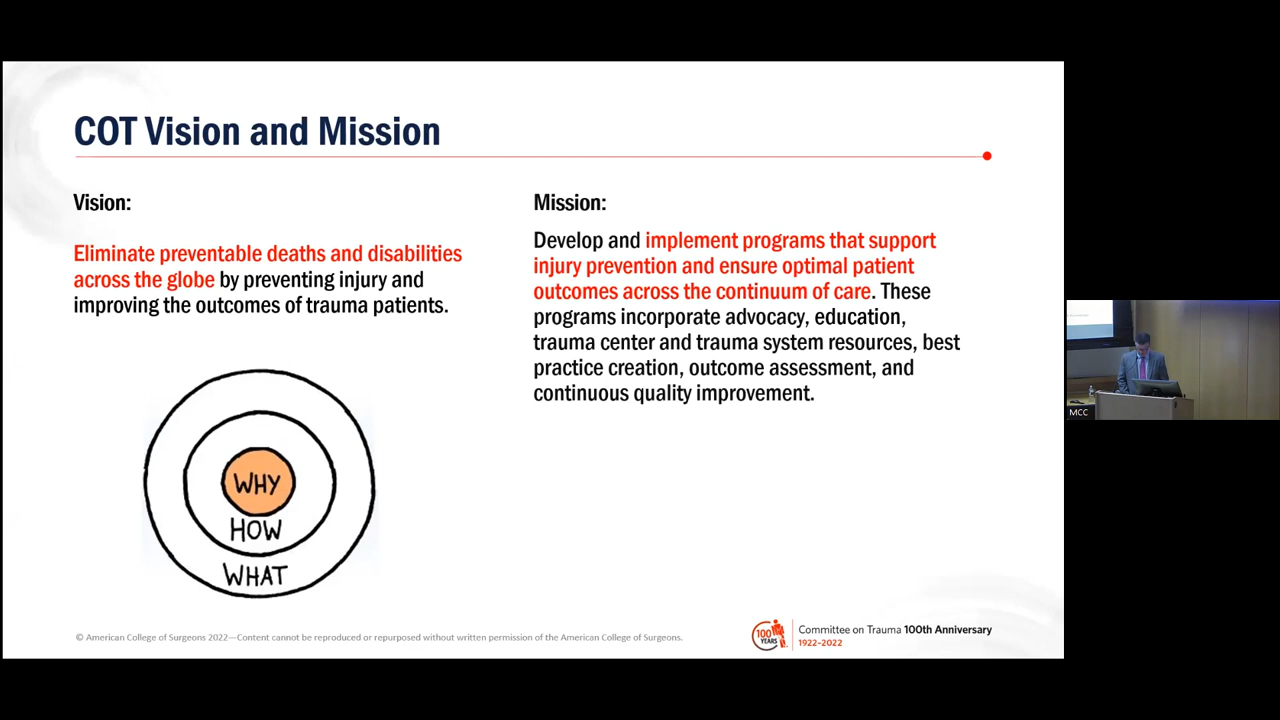 COT Vision and Mission
Vision:
Eliminate preventable deaths and disabilities
across the globe by preventing injury and
improving the outcomes of trauma patients.
WHY
HOW
WHAT
Mission:
Develop and implement programs that support
injury prevention and ensure optimal patient
outcomes across the continuum of care. These
programs incorporate advocacy, education,
trauma center and trauma system resources, best
practice creation, outcome assessment, and
continuous quality improvement.
© American College of Surgeons 2022—Content cannot be reproduced or repurposed without written permission of the American College of Surgeons.
100
YEARS
Committee on Trauma 100th Anniversary
1922-2022
MCC